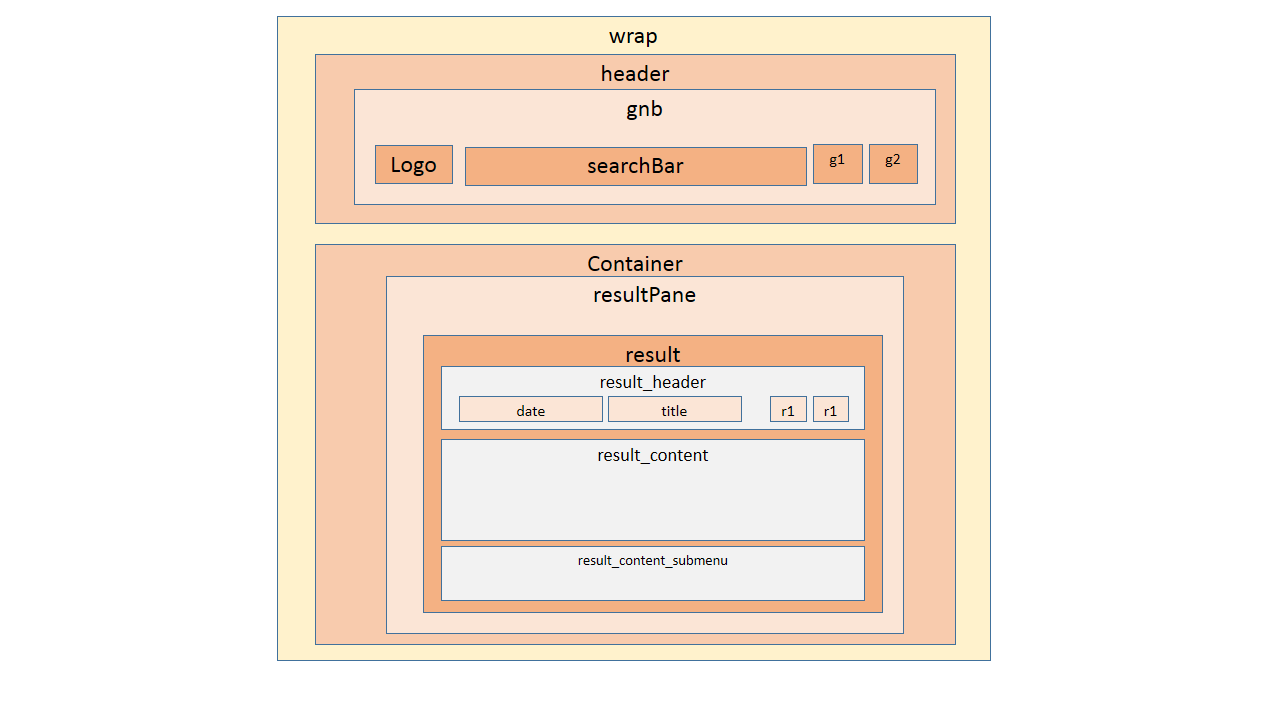 wrap
header
gnb
Logo
searchBar
g1
g2
Container
resultPane
result
result_header
date
title
r1
r1
result_content
result_content_submenu